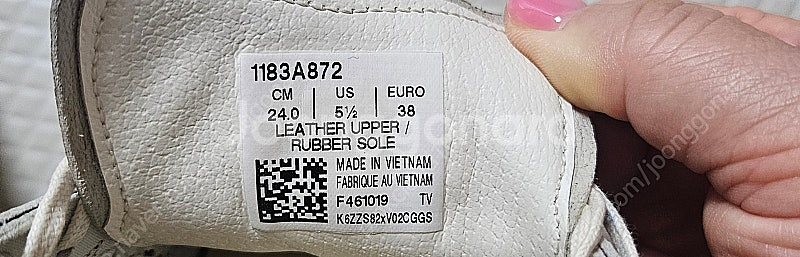 1183A872
CM | US | EURO
24.0 | 5½ | 38
LEATHER UPPER /
RUBBER SOLE
MADE IN VIETNAM
FABRIQUE AU VIETNAM
F461019 TV
K6ZZS82xV02CGGS